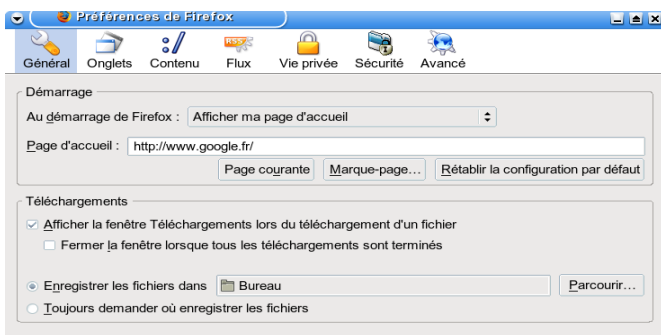 Préférences de Firefox
Général Onglets Contenu Flux Vie privée Sécurité Avancé
Démarrage
Au démarrage de Firefox : Afficher ma page d'accueil
Page d'accueil : http://www.google.fr/
Page courante Marque-page... Rétablir la configuration par défaut
Téléchargements
Afficher la fenêtre Téléchargements lors du téléchargement d'un fichier
Fermer la fenêtre lorsque tous les téléchargements sont terminés
Enregistrer les fichiers dans Bureau Parcourir...
Toujours demander où enregistrer les fichiers